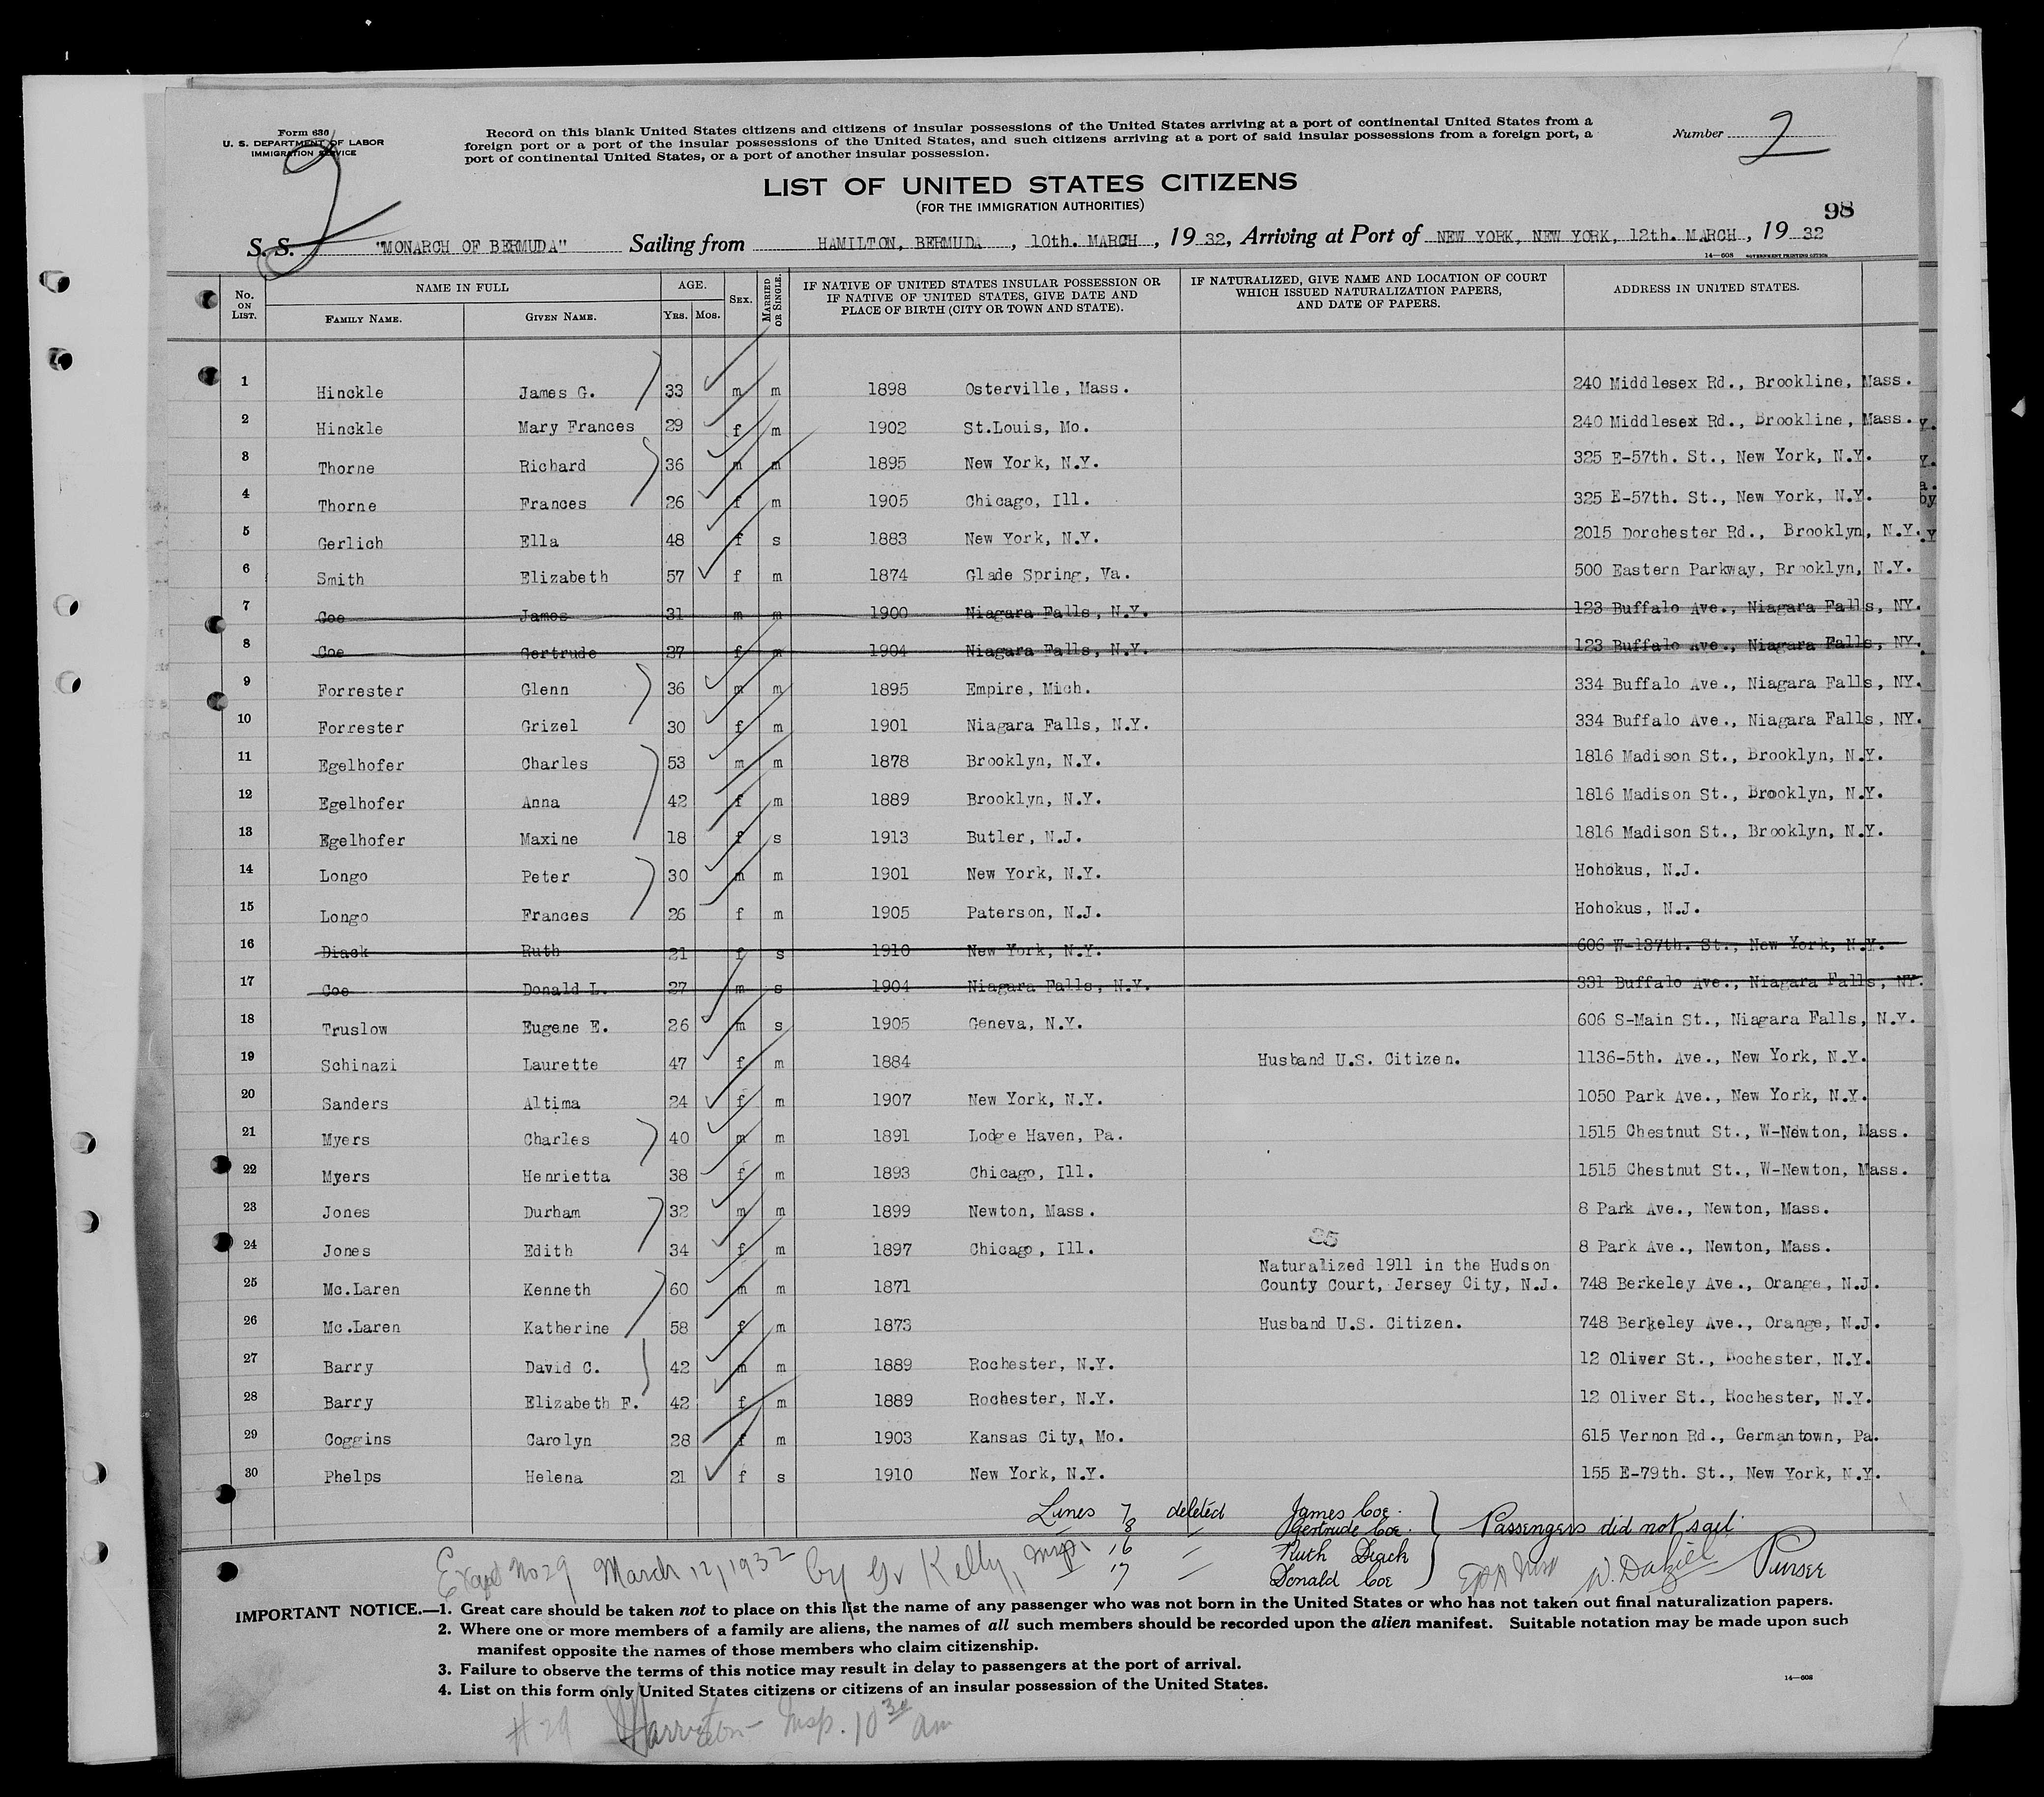 Form 636
U. S. DEPARTMENT OF LABOR
IMMIGRATION SERVICE
Record on this blank United States citizens and citizens of insular possessions of the United States arriving at a port of continental United States from a
foreign port or a port of the insular possessions of the United States, and such citizens arriving at a port of said insular possessions from a foreign port, a
port of continental United States, or a port of another insular possession.
Number 2
2
LIST OF UNITED STATES CITIZENS
(FOR THE IMMIGRATION AUTHORITIES)
98
S. S. "MONARCH OF BERMUDA" Sailing from HAMILTON, BERMUDA, 10th. MARCH, 1932, Arriving at Port of NEW YORK, NEW YORK, 12th. MARCH, 1932
14—608 GOVERNMENT PRINTING OFFICE
No. ON LIST. NAME IN FULL FAMILY NAME. GIVEN NAME. AGE. YRS. MOS. SEX. MARRIED OR SINGLE. IF NATIVE OF UNITED STATES INSULAR POSSESSION OR IF NATIVE OF UNITED STATES, GIVE DATE AND PLACE OF BIRTH (CITY OR TOWN AND STATE). IF NATURALIZED, GIVE NAME AND LOCATION OF COURT WHICH ISSUED NATURALIZATION PAPERS, AND DATE OF PAPERS. ADDRESS IN UNITED STATES.
1 Hinckle James G. 33 m m 1898 Osterville, Mass. 240 Middlesex Rd., Brookline, Mass.
2 Hinckle Mary Frances 29 f m 1902 St.Louis, Mo. 240 Middlesex Rd., Brookline, Mass.
3 Thorne Richard 36 m m 1895 New York, N.Y. 325 E-57th. St., New York, N.Y.
4 Thorne Frances 26 f m 1905 Chicago, Ill. 325 E-57th. St., New York, N.Y.
5 Gerlich Ella 48 f s 1883 New York, N.Y. 2015 Dorchester Rd., Brooklyn, N.Y.
6 Smith Elizabeth 57 f m 1874 Glade Spring, Va. 500 Eastern Parkway, Brooklyn, N.Y.
7 Coe James 31 m m 1900 Niagara Falls, N.Y. 123 Buffalo Ave., Niagara Falls, NY.
8 Coe Gertrude 27 f m 1904 Niagara Falls, N.Y. 123 Buffalo Ave., Niagara Falls, NY.
9 Forrester Glenn 36 m m 1895 Empire, Mich. 334 Buffalo Ave., Niagara Falls, NY.
10 Forrester Grizel 30 f m 1901 Niagara Falls, N.Y. 334 Buffalo Ave., Niagara Falls, NY.
11 Egelhofer Charles 53 m m 1878 Brooklyn, N.Y. 1816 Madison St., Brooklyn, N.Y.
12 Egelhofer Anna 42 f m 1889 Brooklyn, N.Y. 1816 Madison St., Brooklyn, N.Y.
13 Egelhofer Maxine 18 f s 1913 Butler, N.J. 1816 Madison St., Brooklyn, N.Y.
14 Longo Peter 30 m m 1901 New York, N.Y. Hohokus, N.J.
15 Longo Frances 26 f m 1905 Paterson, N.J. Hohokus, N.J.
16 Diack Ruth 21 f s 1910 New York, N.Y. 606 W-137th. St., New York, N.Y.
17 Coe Donald L. 27 m s 1904 Niagara Falls, N.Y. 331 Buffalo Ave., Niagara Falls, NY.
18 Truslow Eugene E. 26 m s 1905 Geneva, N.Y. 606 S-Main St., Niagara Falls, N.Y.
19 Schinazi Laurette 47 f m 1884 Husband U.S. Citizen. 1136-5th. Ave., New York, N.Y.
20 Sanders Altima 24 f m 1907 New York, N.Y. 1050 Park Ave., New York, N.Y.
21 Myers Charles 40 m m 1891 Lodge Haven, Pa. 1515 Chestnut St., W-Newton, Mass.
22 Myers Henrietta 38 f m 1893 Chicago, Ill. 1515 Chestnut St., W-Newton, Mass.
23 Jones Durham 32 m m 1899 Newton, Mass. 8 Park Ave., Newton, Mass.
24 Jones Edith 34 f m 1897 Chicago, Ill. 8 Park Ave., Newton, Mass.
Naturalized 1911 in the Hudson
25 Mc.Laren Kenneth 60 m m 1871 County Court, Jersey City, N.J. 748 Berkeley Ave., Orange, N.J.
26 Mc.Laren Katherine 58 f m 1873 Husband U.S. Citizen. 748 Berkeley Ave., Orange, N.J.
27 Barry David C. 42 m m 1889 Rochester, N.Y. 12 Oliver St., Rochester, N.Y.
28 Barry Elizabeth F. 42 f m 1889 Rochester, N.Y. 12 Oliver St., Rochester, N.Y.
29 Coggins Carolyn 28 f m 1903 Kansas City, Mo. 615 Vernon Rd., Germantown, Pa.
30 Phelps Helena 21 f s 1910 New York, N.Y. 155 E-79th. St., New York, N.Y.
Lines 7 deleted James Coe.
8 — Gertrude Coe. Passengers did not sail.
16 — Ruth Diack
17 — Donald Coe W. Dalziel Purser
No 29 March 12, 1932 by Gr Kelly, Insp.
IMPORTANT NOTICE.—1. Great care should be taken not to place on this list the name of any passenger who was not born in the United States or who has not taken out final naturalization papers.
2. Where one or more members of a family are aliens, the names of all such members should be recorded upon the alien manifest. Suitable notation may be made upon such
manifest opposite the names of those members who claim citizenship.
3. Failure to observe the terms of this notice may result in delay to passengers at the port of arrival.
4. List on this form only United States citizens or citizens of an insular possession of the United States.
14—608
#29 Insp. 10 30 am